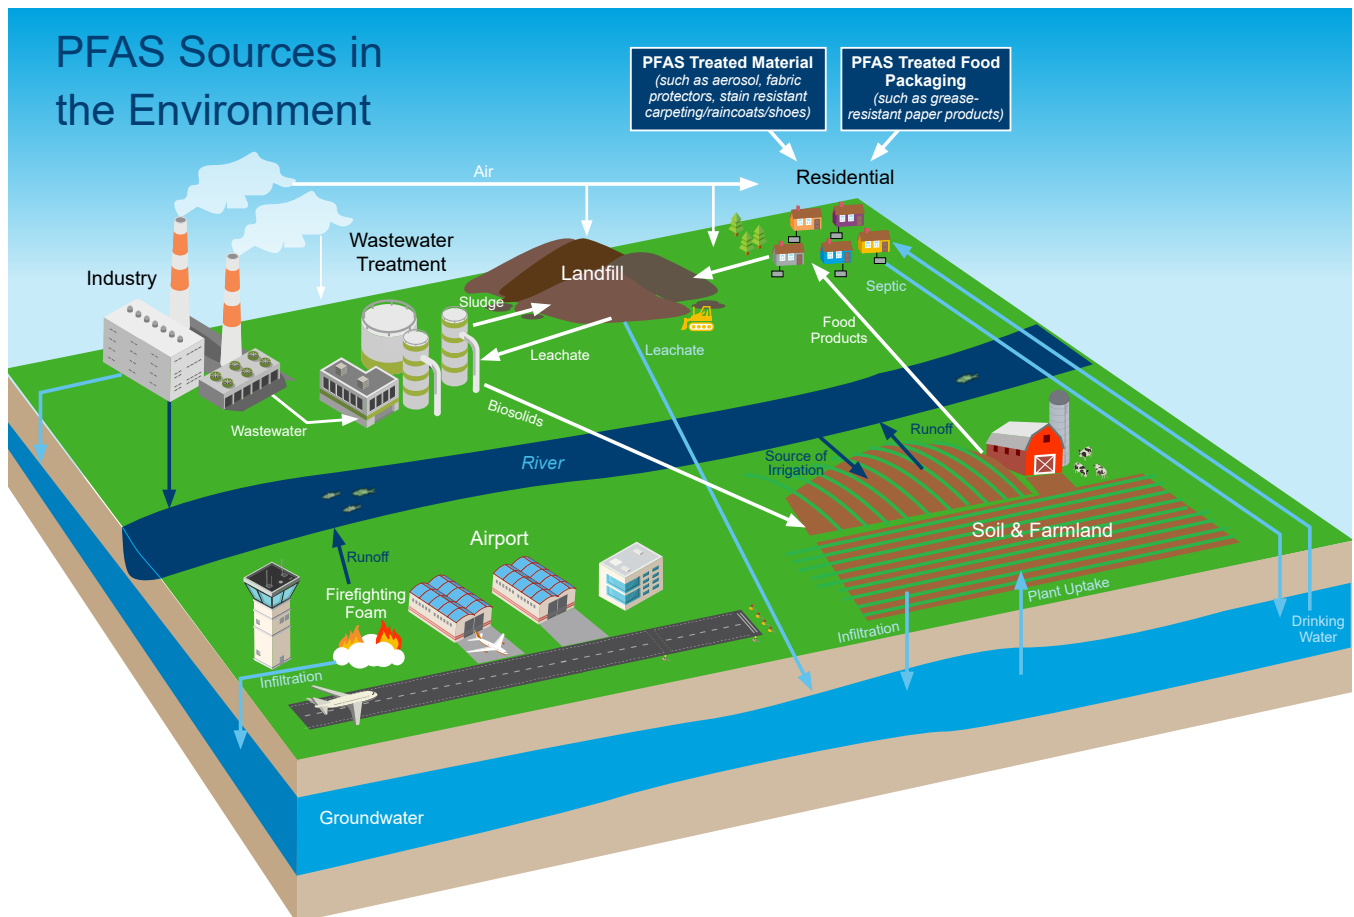 PFAS Sources in
the Environment
PFAS Treated Material
(such as aerosol, fabric
protectors, stain resistant
carpeting/raincoats/shoes)
PFAS Treated Food
Packaging
(such as grease-
resistant paper products)
Air
Residential
Wastewater
Treatment
Industry
Landfill
Septic
Sludge
Food
Products
Leachate
Leachate
Biosolids
Wastewater
River
Source of
Irrigation
Runoff
Soil & Farmland
Airport
Runoff
Firefighting
Foam
Plant Uptake
Infiltration
Drinking
Water
Infiltration
Groundwater